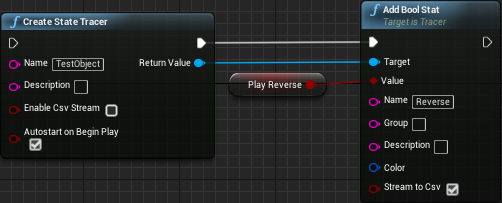 Create State Tracer
Name TestObject
Return Value
Description
Enable Csv Stream
Autostart on Begin Play
Play Reverse
Add Bool Stat
Target is Tracer
Target
Value
Name Reverse
Group
Description
Color
Stream to Csv